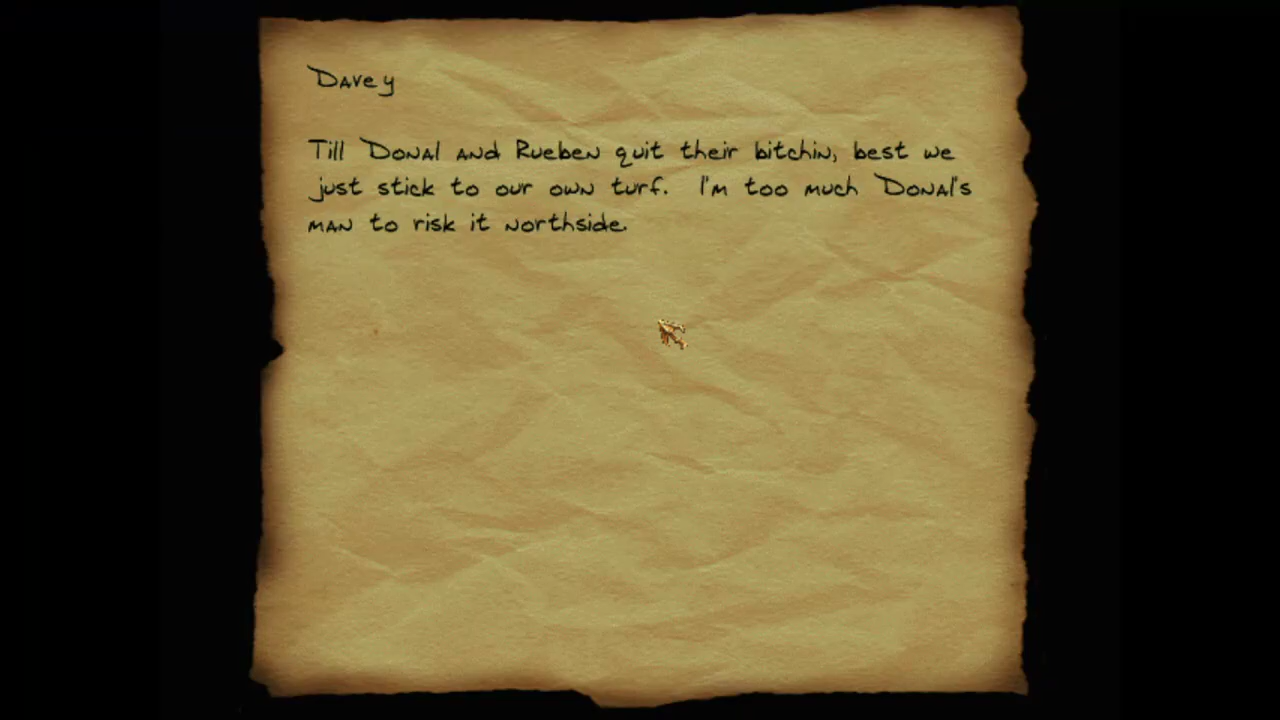 Davey
Till Donal and Rueben quit their bitchin, best we
just stick to our own turf.  I'm too much Donal's
man to risk it northside.